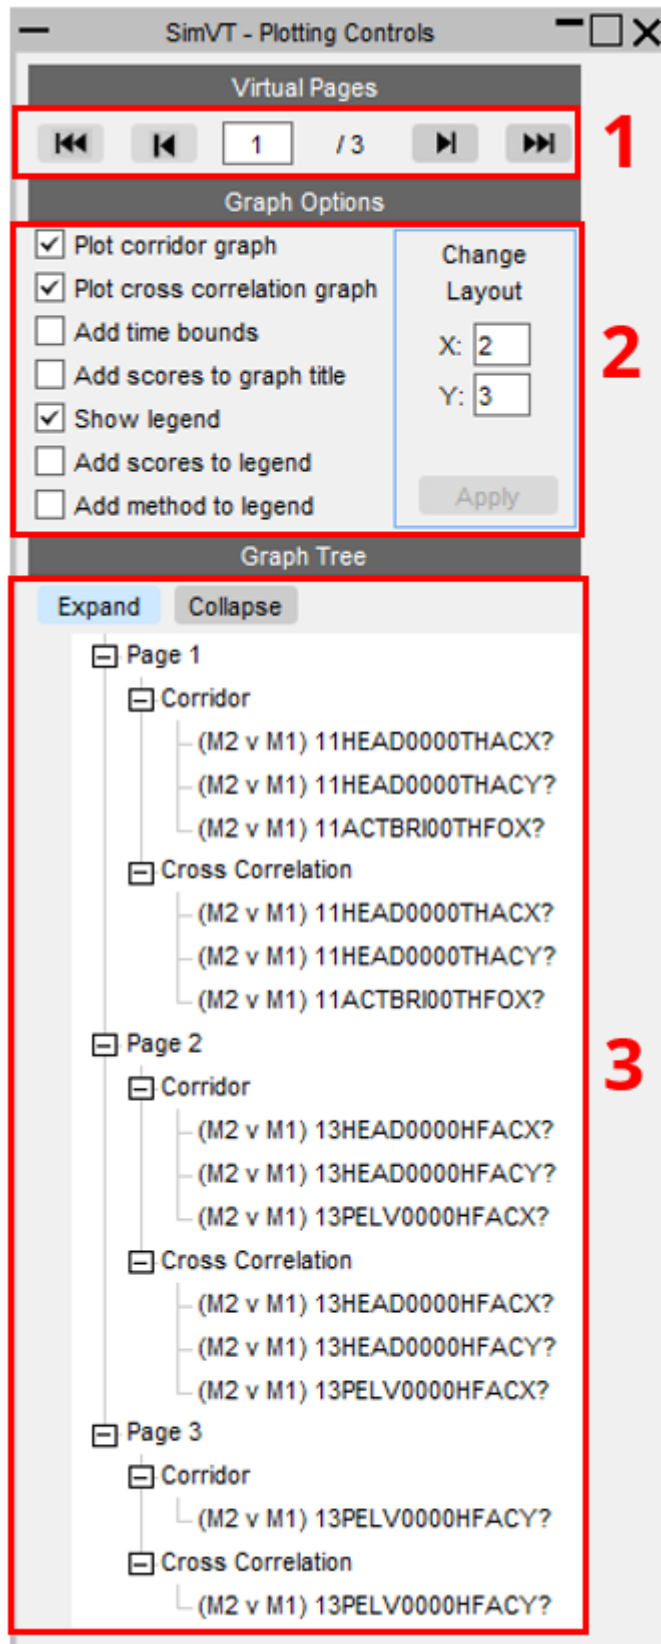 SimVT - Plotting Controls
Virtual Pages
1 / 3
1
Graph Options
Plot corridor graph
Plot cross correlation graph
Add time bounds
Add scores to graph title
Show legend
Add scores to legend
Add method to legend
Change
Layout
X: 2
Y: 3
Apply
2
Graph Tree
Expand Collapse
Page 1
Corridor
(M2 v M1) 11HEAD0000THACX?
(M2 v M1) 11HEAD0000THACY?
(M2 v M1) 11ACTBRI00THFOX?
Cross Correlation
(M2 v M1) 11HEAD0000THACX?
(M2 v M1) 11HEAD0000THACY?
(M2 v M1) 11ACTBRI00THFOX?
Page 2
Corridor
(M2 v M1) 13HEAD0000HFACX?
(M2 v M1) 13HEAD0000HFACY?
(M2 v M1) 13PELV0000HFACX?
Cross Correlation
(M2 v M1) 13HEAD0000HFACX?
(M2 v M1) 13HEAD0000HFACY?
(M2 v M1) 13PELV0000HFACX?
Page 3
Corridor
(M2 v M1) 13PELV0000HFACY?
Cross Correlation
(M2 v M1) 13PELV0000HFACY?
3